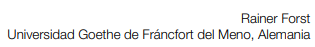 Rainer Forst
Universidad Goethe de Fráncfort del Meno, Alemania